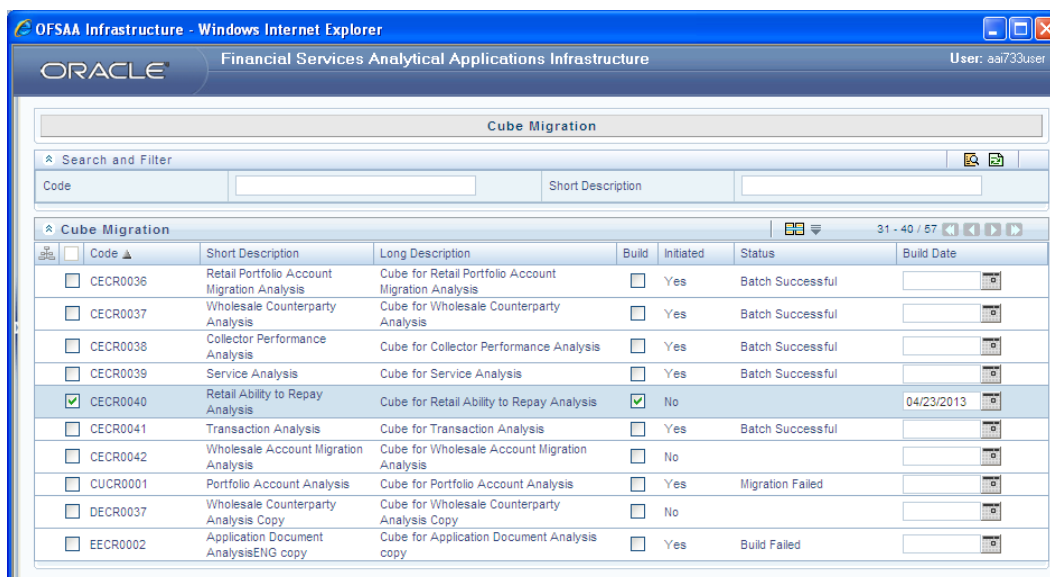 OFSAA Infrastructure - Windows Internet Explorer
ORACLE® Financial Services Analytical Applications Infrastructure User: aai733user
Cube Migration
Search and Filter
Code Short Description
Cube Migration 31 - 40 / 57
Code Short Description Long Description Build Initiated Status Build Date
CECR0036 Retail Portfolio Account Migration Analysis Cube for Retail Portfolio Account Migration Analysis Yes Batch Successful
CECR0037 Wholesale Counterparty Analysis Cube for Wholesale Counterparty Analysis Yes Batch Successful
CECR0038 Collector Performance Analysis Cube for Collector Performance Analysis Yes Batch Successful
CECR0039 Service Analysis Cube for Service Analysis Yes Batch Successful
CECR0040 Retail Ability to Repay Analysis Cube for Retail Ability to Repay Analysis No 04/23/2013
CECR0041 Transaction Analysis Cube for Transaction Analysis Yes Batch Successful
CECR0042 Wholesale Account Migration Analysis Cube for Wholesale Account Migration Analysis No
CUCR0001 Portfolio Account Analysis Cube for Portfolio Account Analysis Yes Migration Failed
DECR0037 Wholesale Counterparty Analysis Copy Cube for Wholesale Counterparty Analysis Copy No
EECR0002 Application Document AnalysisENG copy Cube for Application Document Analysis copy Yes Build Failed